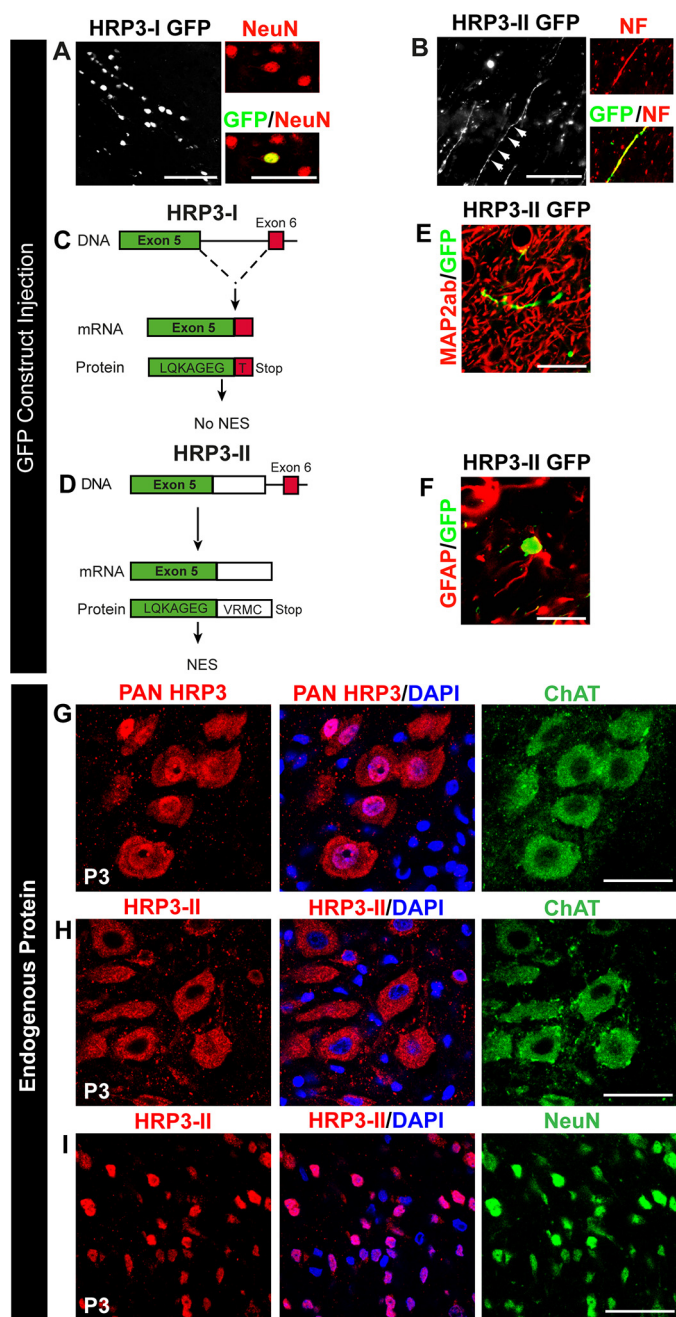 GFP Construct Injection
A
HRP3-I GFP
NeuN
GFP/NeuN
B
HRP3-II GFP
NF
GFP/NF
C
HRP3-I
DNA
Exon 5
Exon 6
mRNA
Exon 5
Protein
LQKAGEG
T
Stop
No NES
D
HRP3-II
DNA
Exon 5
Exon 6
mRNA
Exon 5
Protein
LQKAGEG
VRMC
Stop
NES
E
HRP3-II GFP
MAP2ab/GFP
F
HRP3-II GFP
GFAP/GFP
Endogenous Protein
G
PAN HRP3
PAN HRP3/DAPI
ChAT
P3
H
HRP3-II
HRP3-II/DAPI
ChAT
P3
I
HRP3-II
HRP3-II/DAPI
NeuN
P3